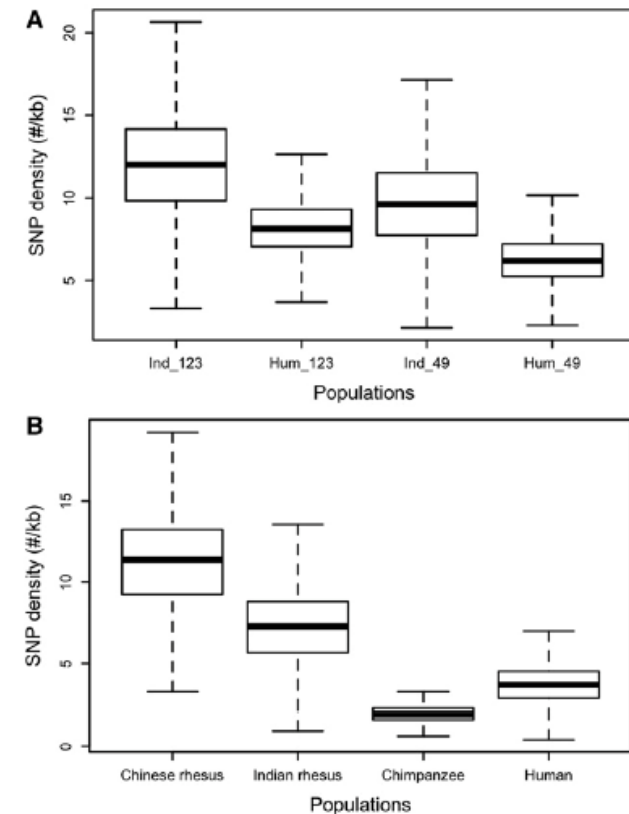 A
SNP density (#/kb)
20
15
10
5
Ind_123 Hum_123 Ind_49 Hum_49
Populations
B
SNP density (#/kb)
15
10
5
0
Chinese rhesus Indian rhesus Chimpanzee Human
Populations